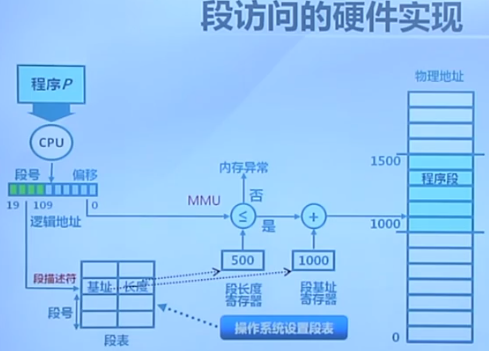 段访问的硬件实现
程序P
CPU
段号
偏移
19
109
0
逻辑地址
MMU
内存异常
否
≤
是
+
500
1000
段长度
寄存器
段基址
寄存器
段描述符
基址
长度
段号
段表
操作系统设置段表
物理地址
1500
程序段
1000
0